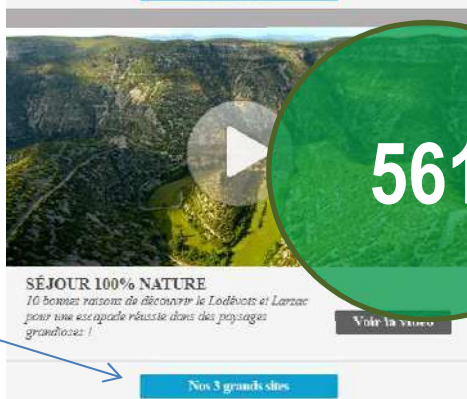 561
SÉJOUR 100% NATURE
10 bonnes raisons de découvrir le Lodévois et Larzac
pour une escapade réussie dans des paysages
grandioses !
Voir la vidéo
Nos 3 grands sites